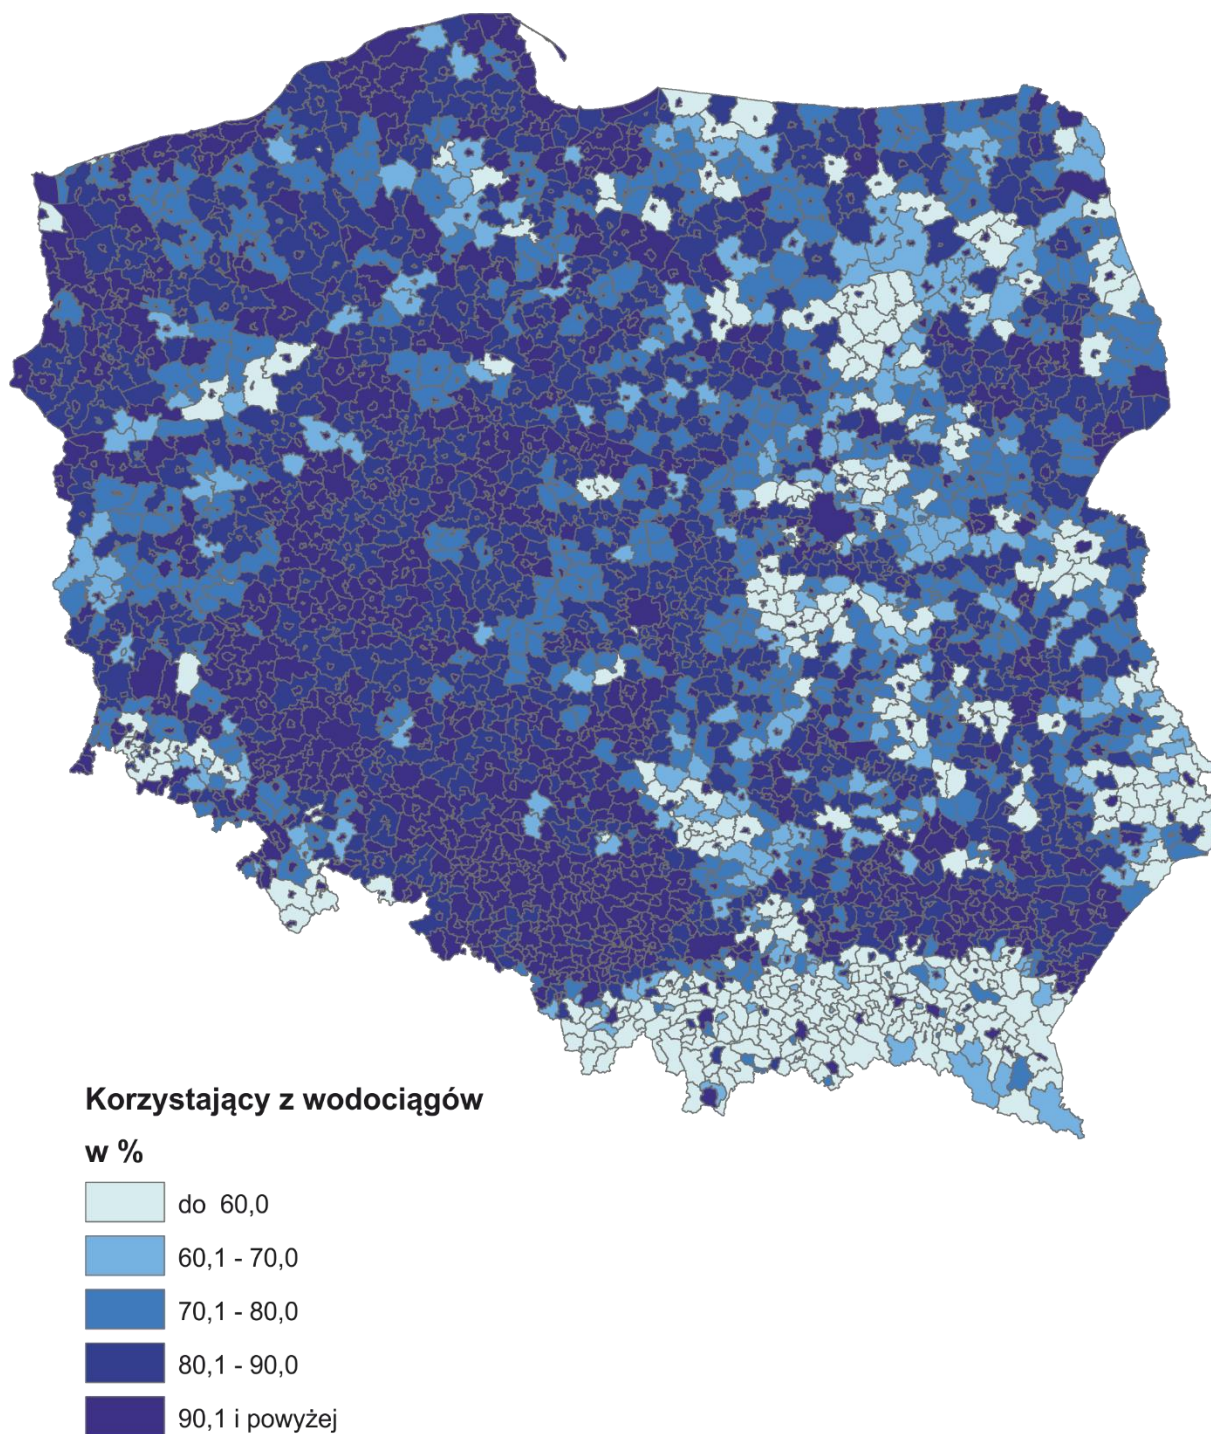 Korzystający z wodociągów
w %
do 60,0
60,1 - 70,0
70,1 - 80,0
80,1 - 90,0
90,1 i powyżej